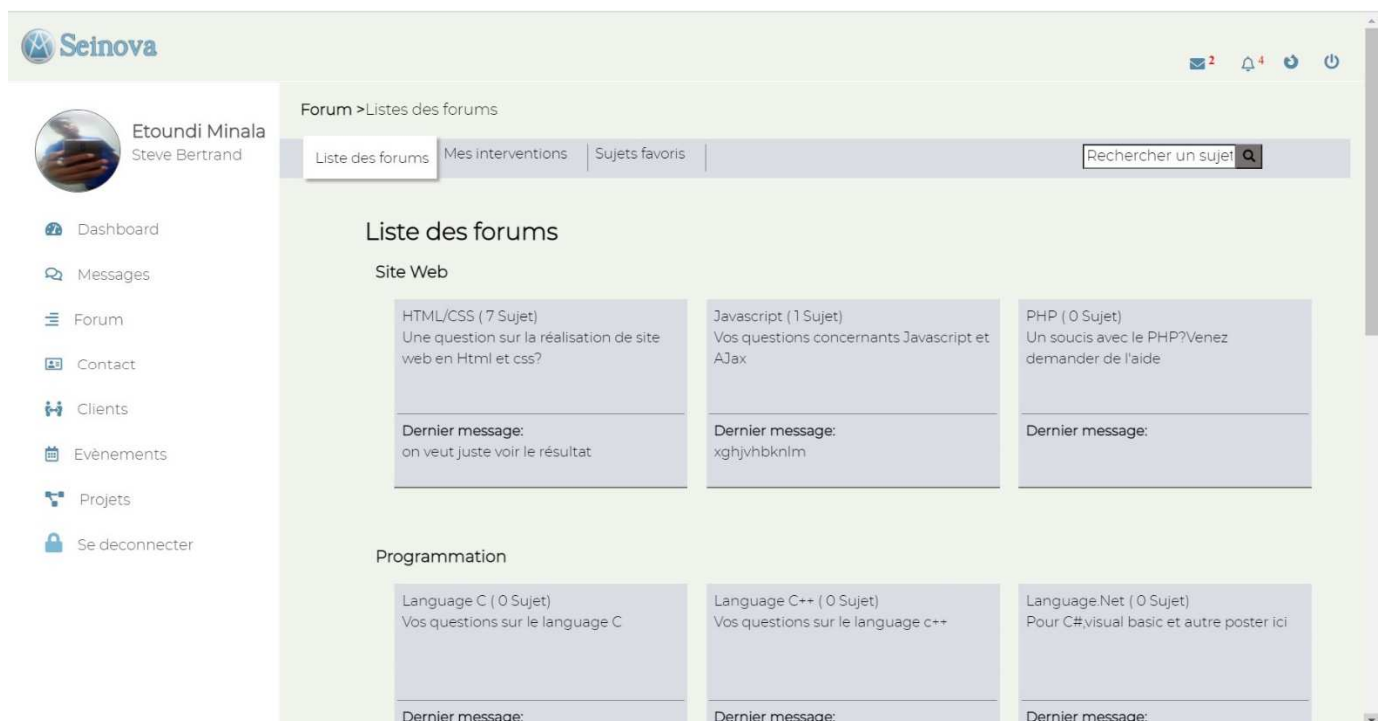 Seinova
2
4
Etoundi Minala
Steve Bertrand
Dashboard
Messages
Forum
Contact
Clients
Evènements
Projets
Se deconnecter
Forum >Listes des forums
Liste des forums
Mes interventions
Sujets favoris
Rechercher un sujet
Liste des forums
Site Web
HTML/CSS ( 7 Sujet)
Une question sur la réalisation de site
web en Html et css?
Dernier message:
on veut juste voir le résultat
Javascript ( 1 Sujet)
Vos questions concernants Javascript et
AJax
Dernier message:
xghjvhbknlm
PHP ( 0 Sujet)
Un soucis avec le PHP?Venez
demander de l'aide
Dernier message:
Programmation
Language C ( 0 Sujet)
Vos questions sur le language C
Dernier message:
Language C++ ( 0 Sujet)
Vos questions sur le language c++
Dernier message:
Language.Net ( 0 Sujet)
Pour C#,visual basic et autre poster ici
Dernier message: